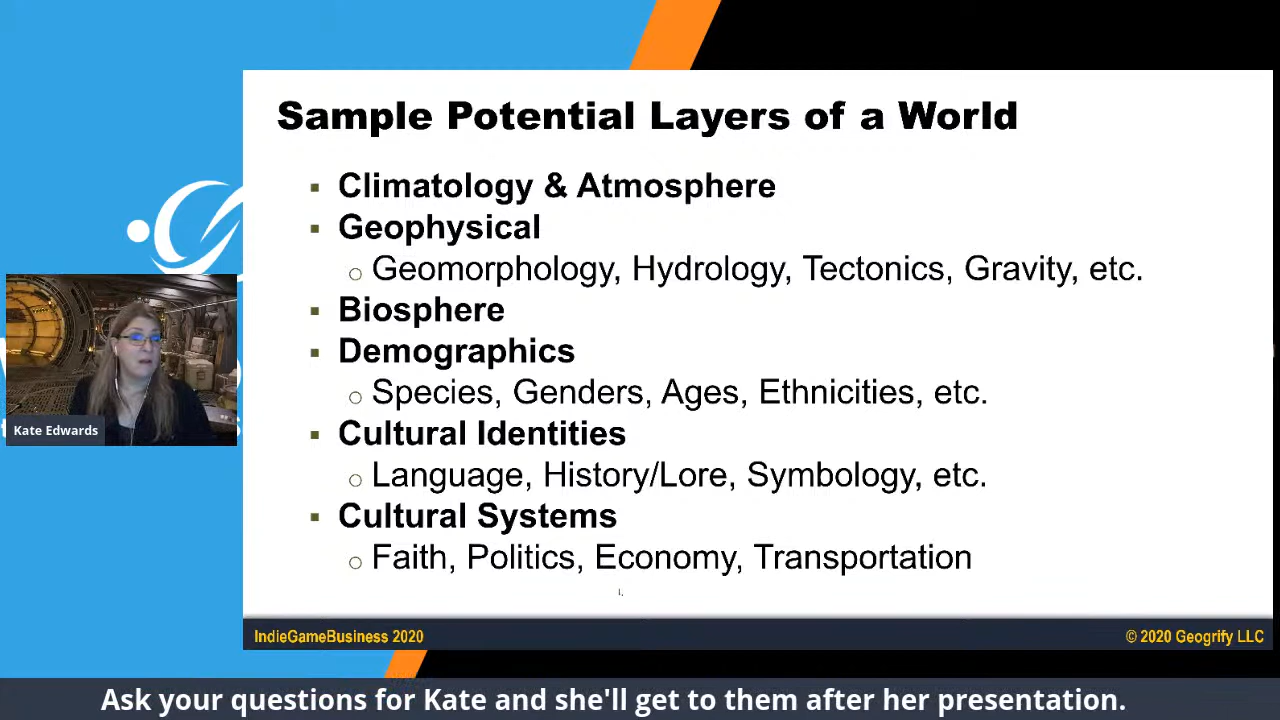 Sample Potential Layers of a World
▪ Climatology & Atmosphere
▪ Geophysical
o Geomorphology, Hydrology, Tectonics, Gravity, etc.
▪ Biosphere
▪ Demographics
o Species, Genders, Ages, Ethnicities, etc.
▪ Cultural Identities
o Language, History/Lore, Symbology, etc.
▪ Cultural Systems
o Faith, Politics, Economy, Transportation
Kate Edwards
IndieGameBusiness 2020
© 2020 Geogrify LLC
Ask your questions for Kate and she'll get to them after her presentation.